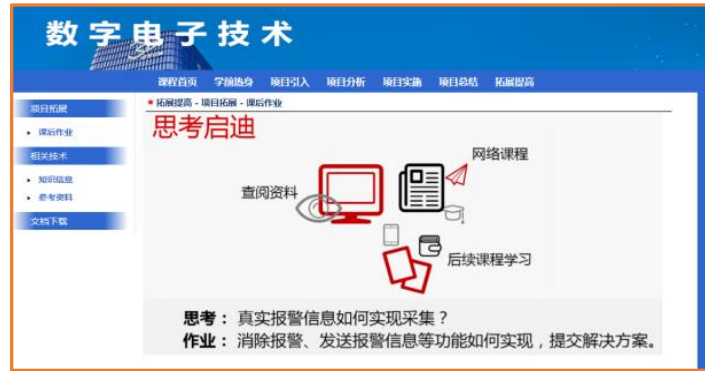 数字电子技术
课程首页 学前热身 项目引入 项目分析 项目实施 项目总结 拓展提高
项目拓展
课后作业
相关技术
知识信息
参考资料
文档下载
拓展提高 - 项目拓展 - 课后作业
思考启迪
网络课程
查阅资料
后续课程学习
思考：真实报警信息如何实现采集？
作业：消除报警、发送报警信息等功能如何实现，提交解决方案。